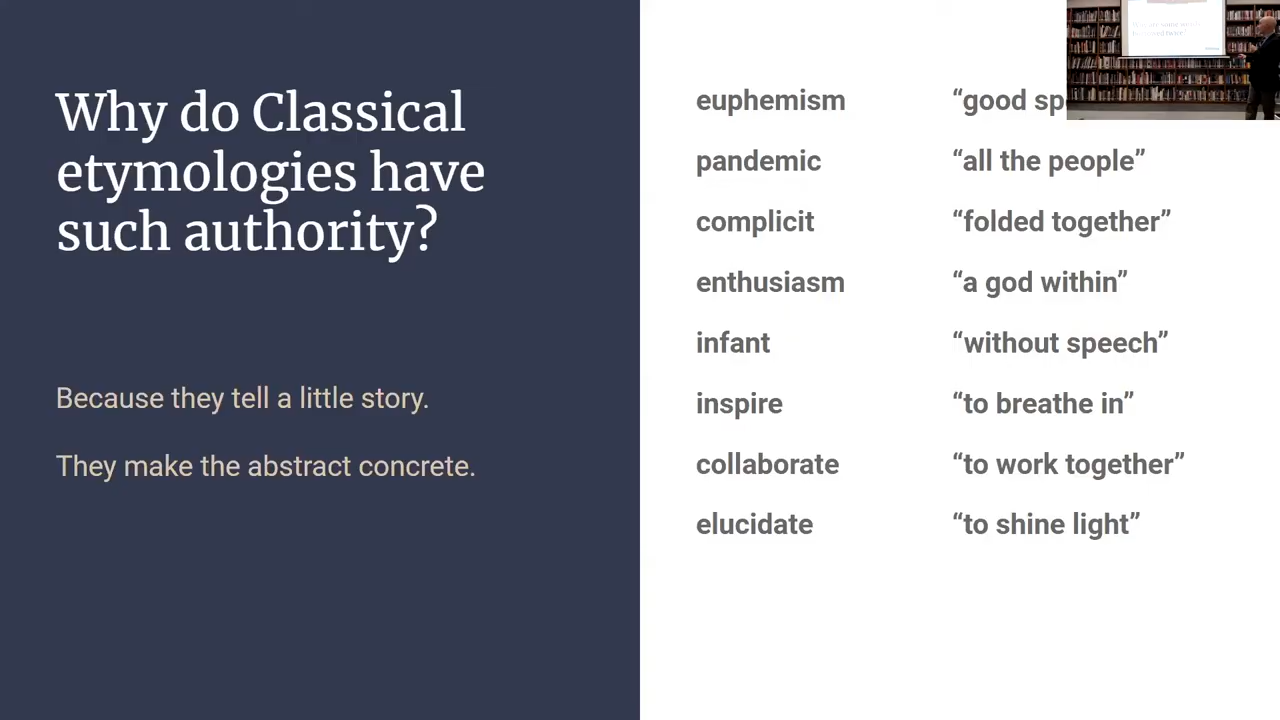 Why do Classical
etymologies have
such authority?
Because they tell a little story.
They make the abstract concrete.
euphemism “good
pandemic “all the people”
complicit “folded together”
enthusiasm “a god within”
infant “without speech”
inspire “to breathe in”
collaborate “to work together”
elucidate “to shine light”